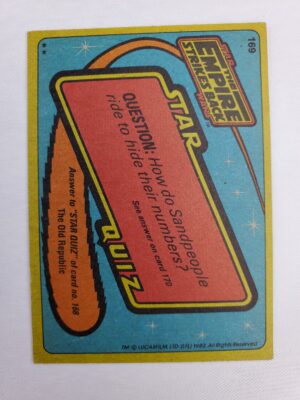 169
STAR
WARS
THE
EMPIRE
STRIKES BACK
STAR
QUIZ
QUESTION: How do Sandpeople
ride to hide their numbers?
See answer on card 170
Answer to "STAR QUIZ" of card no. 168
The Old Republic
**
TM © LUCASFILM LTD. (LFL) 1980 All Rights Reserved